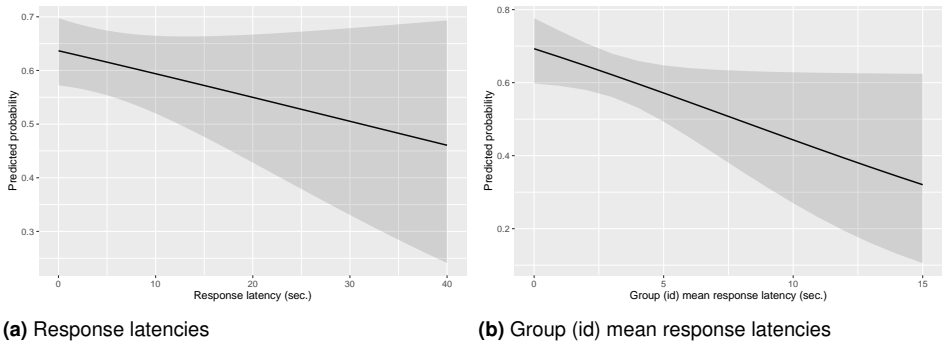 0.7
0.6
0.5
0.4
0.3
Predicted probability
0 10 20 30 40
Response latency (sec.)
(a) Response latencies
0.8
0.6
0.4
0.2
Predicted probability
0 5 10 15
Group (id) mean response latency (sec.)
(b) Group (id) mean response latencies